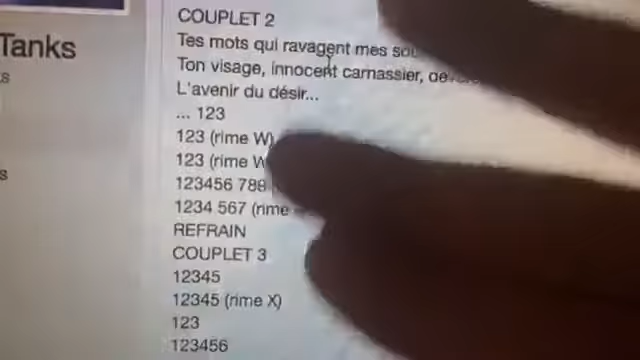 Tanks
s
s
COUPLET 2
Tes mots qui ravagent mes
Ton visage, innocent carnassier,
L'avenir du désir...
... 123
123 (rime W)
123 (rime W
123456 789
1234 567 (rime
REFRAIN
COUPLET 3
12345
12345 (rime X)
123
123456